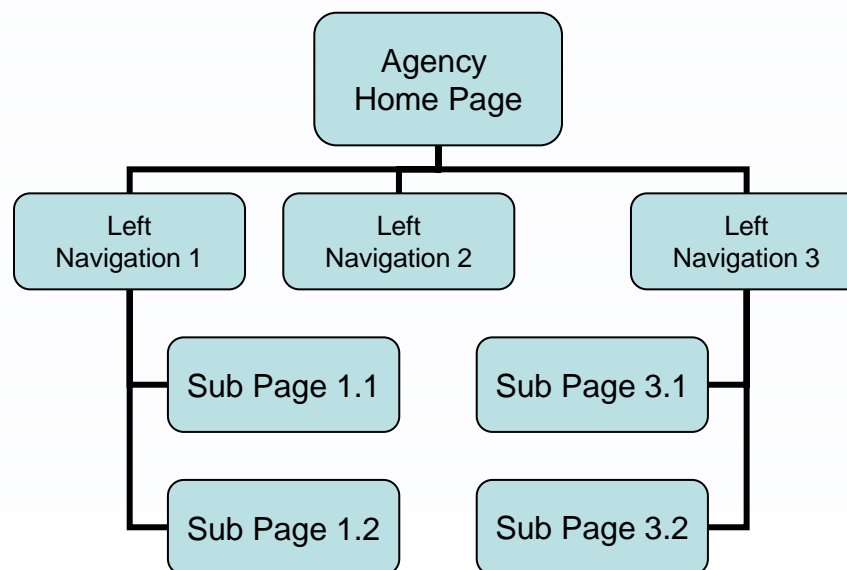 Agency
Home Page
Left
Navigation 1
Left
Navigation 2
Left
Navigation 3
Sub Page 1.1
Sub Page 3.1
Sub Page 1.2
Sub Page 3.2